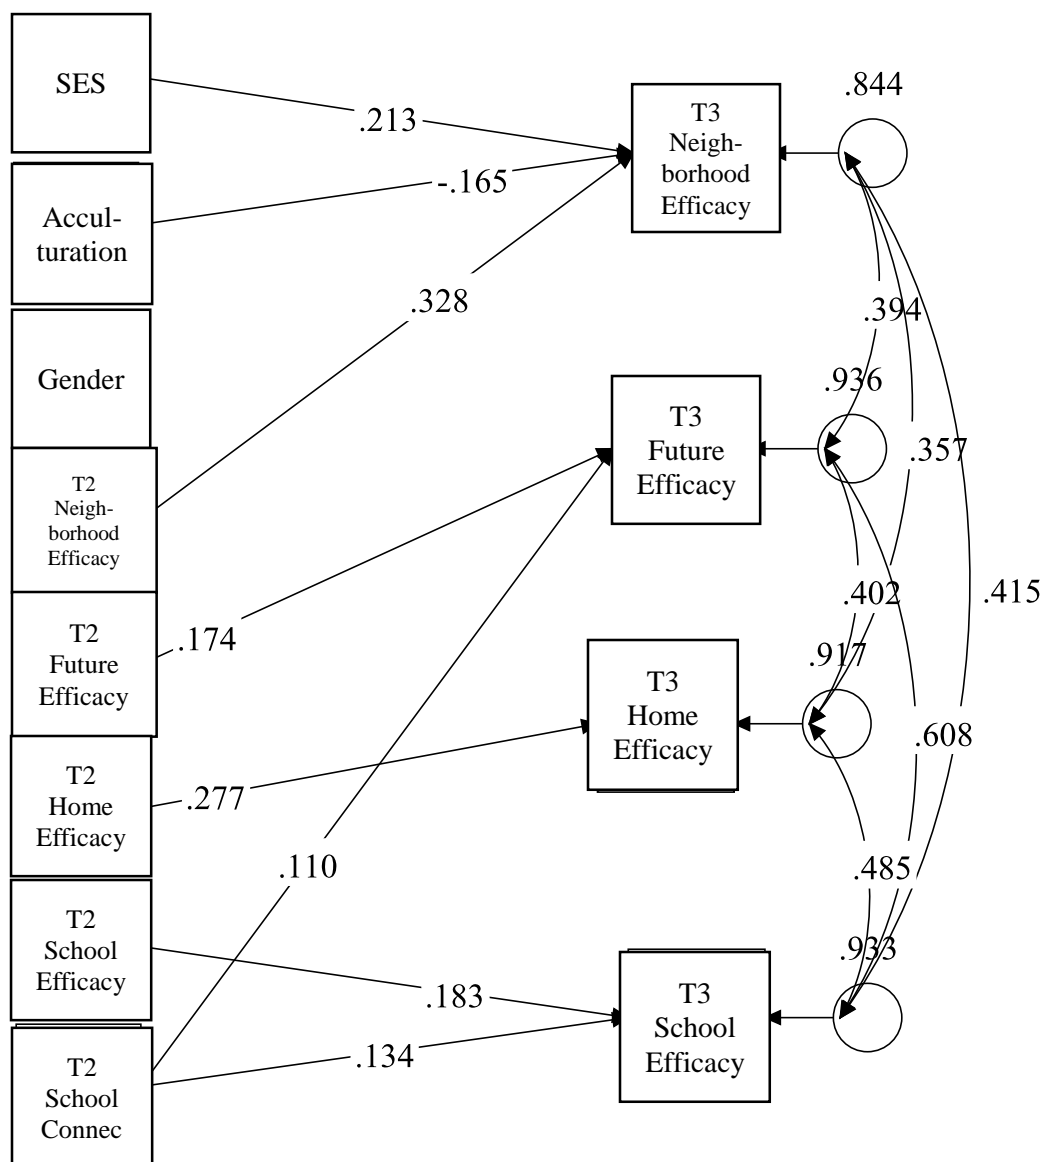 SES
Accul-
turation
Gender
T2
Neigh-
borhood
Efficacy
T2
Future
Efficacy
T2
Home
Efficacy
T2
School
Efficacy
T2
School
Connec
.213
-.165
.328
.174
.277
.110
.183
.134
T3
Neigh-
borhood
Efficacy
T3
Future
Efficacy
T3
Home
Efficacy
T3
School
Efficacy
.844
.394
.936
.357
.402
.415
.917
.608
.485
.933